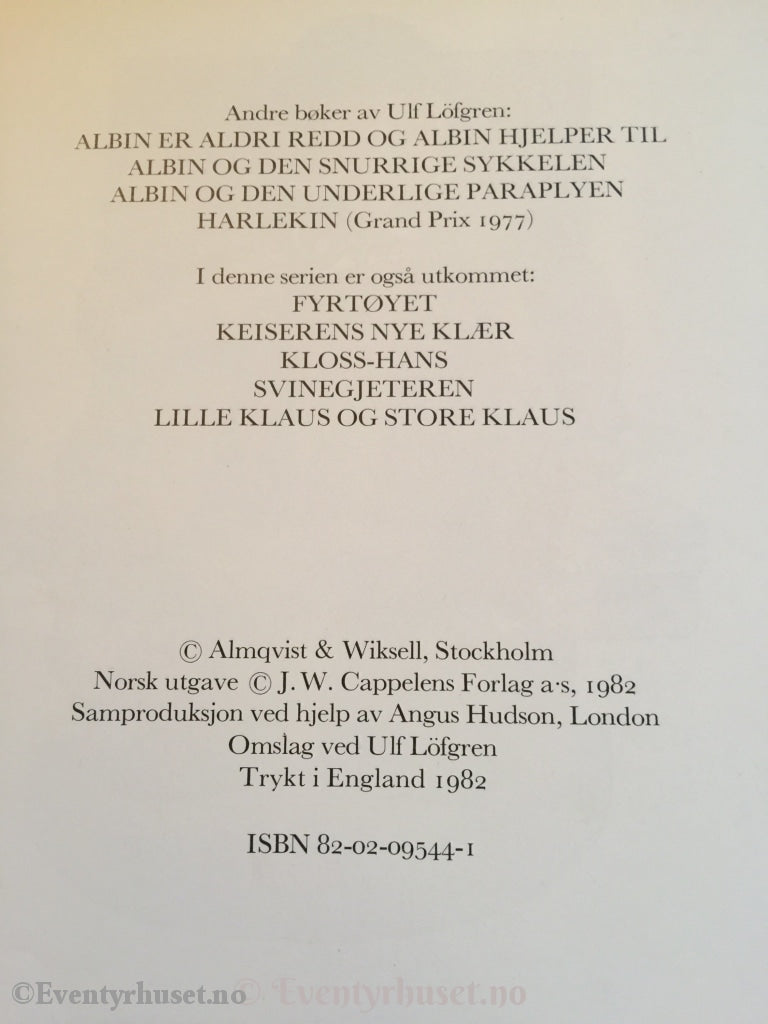 Andre bøker av Ulf Löfgren:
ALBIN ER ALDRI REDD OG ALBIN HJELPER TIL
ALBIN OG DEN SNURRIGE SYKKELEN
ALBIN OG DEN UNDERLIGE PARAPLYEN
HARLEKIN (Grand Prix 1977)
I denne serien er også utkommet:
FYRTØYET
KEISERENS NYE KLÆR
KLOSS-HANS
SVINEGJETEREN
LILLE KLAUS OG STORE KLAUS
© Almqvist & Wiksell, Stockholm
Norsk utgave © J. W. Cappelens Forlag a·s, 1982
Samproduksjon ved hjelp av Angus Hudson, London
Omslag ved Ulf Löfgren
Trykt i England 1982
ISBN 82-02-09544-1
©Eventyrhuset.no © Eventyrhuset.no